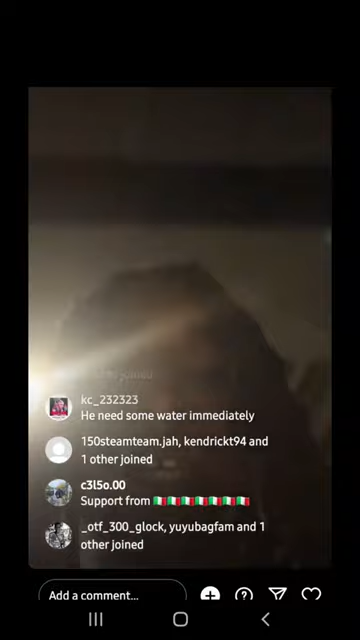 joined
kc_232323
He need some water immediately
150steamteam.jah, kendrickt94 and
1 other joined
c3l5o.00
Support from 🇮🇹🇮🇹🇮🇹🇮🇹🇮🇹🇮🇹🇮🇹
_otf_300_glock, yuyubagfam and 1
other joined
Add a comment...